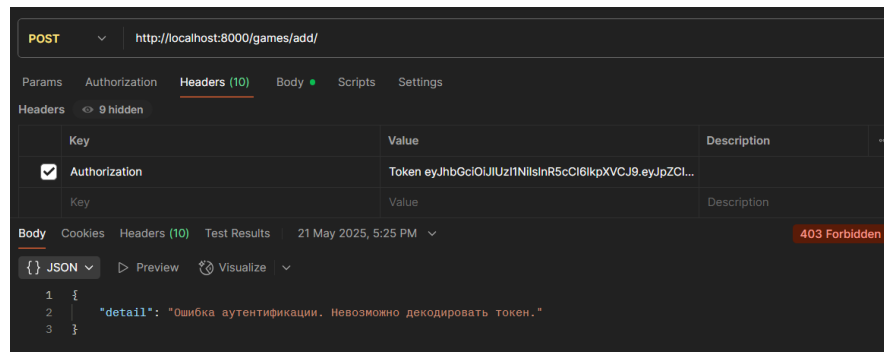 POST http://localhost:8000/games/add/
Params Authorization Headers (10) Body Scripts Settings
Headers 9 hidden
Key Value Description
Authorization Token eyJhbGciOiJIUzI1NiIsInR5cCI6IkpXVCJ9.eyJpZCI...
Key Value Description
Body Cookies Headers (10) Test Results 21 May 2025, 5:25 PM 403 Forbidden
{} JSON Preview Visualize
1 {
2 "detail": "Ошибка аутентификации. Невозможно декодировать токен."
3 }